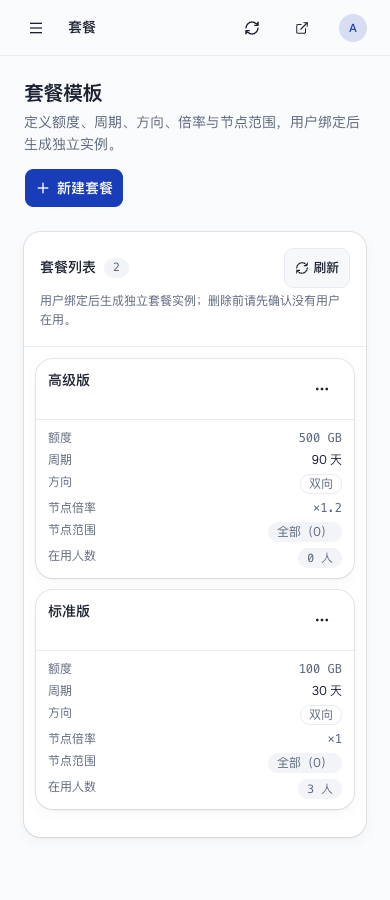 套餐
A
套餐模板
定义额度、周期、方向、倍率与节点范围，用户绑定后
生成独立实例。
新建套餐
套餐列表 2
刷新
用户绑定后生成独立套餐实例；删除前请先确认没有用户
在用。
高级版
额度 500 GB
周期 90 天
方向 双向
节点倍率 ×1.2
节点范围 全部（0）
在用人数 0 人
标准版
额度 100 GB
周期 30 天
方向 双向
节点倍率 ×1
节点范围 全部（0）
在用人数 3 人